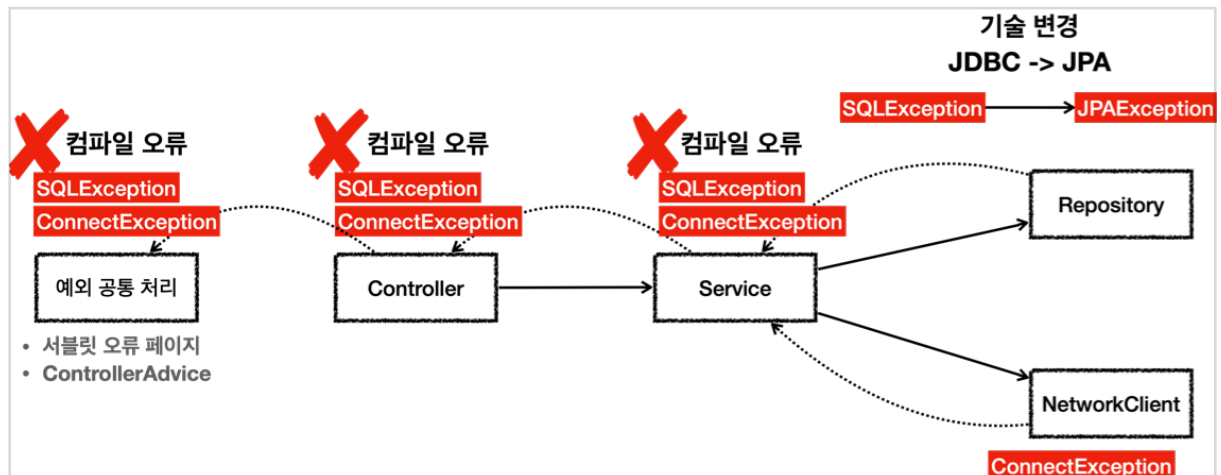 기술 변경
JDBC -> JPA
SQLException
JPAException
컴파일 오류
SQLException
ConnectException
예외 공통 처리
• 서블릿 오류 페이지
• ControllerAdvice
컴파일 오류
SQLException
ConnectException
Controller
컴파일 오류
SQLException
ConnectException
Service
Repository
NetworkClient
ConnectException